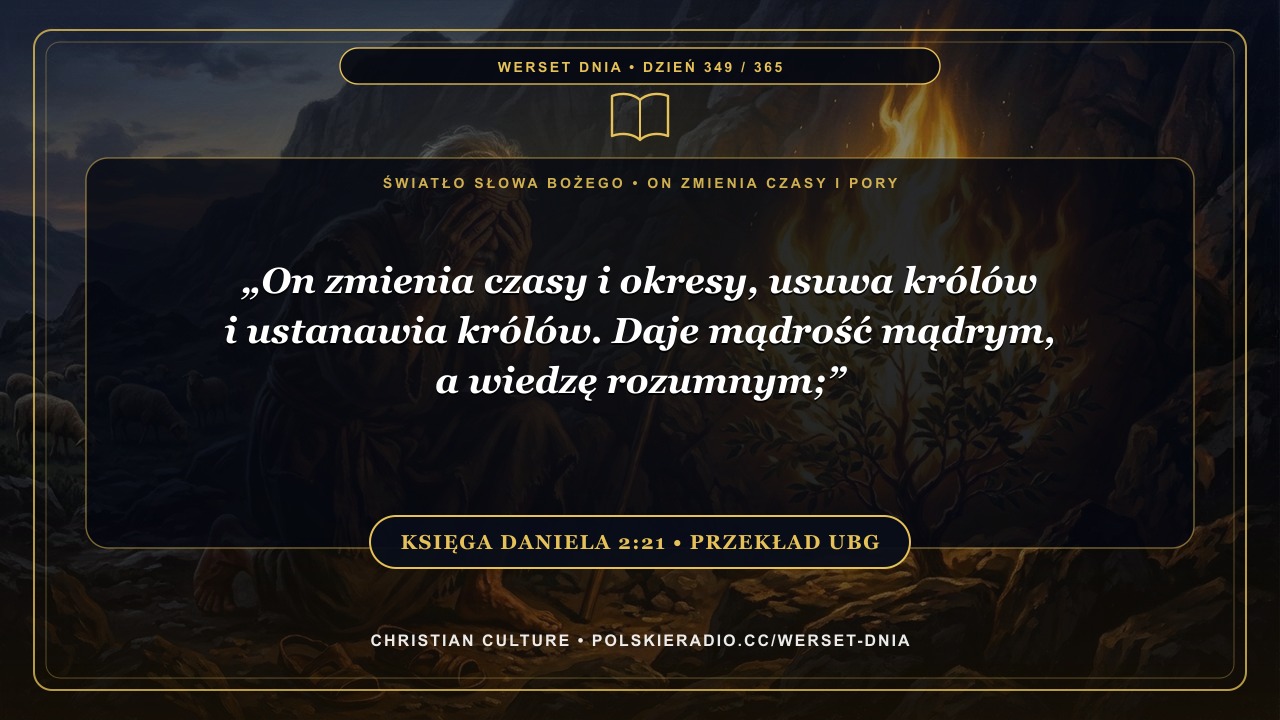 WERSET DNIA • DZIEŃ 349 / 365
ŚWIATŁO SŁOWA BOŻEGO • ON ZMIENIA CZASY I PORY
„On zmienia czasy i okresy, usuwa królów
i ustanawia królów. Daje mądrość mądrym,
a wiedzę rozumnym;”
KSIĘGA DANIELA 2:21 • PRZEKŁAD UBG
CHRISTIAN CULTURE • POLSKIERADIO.CC/WERSET-DNIA